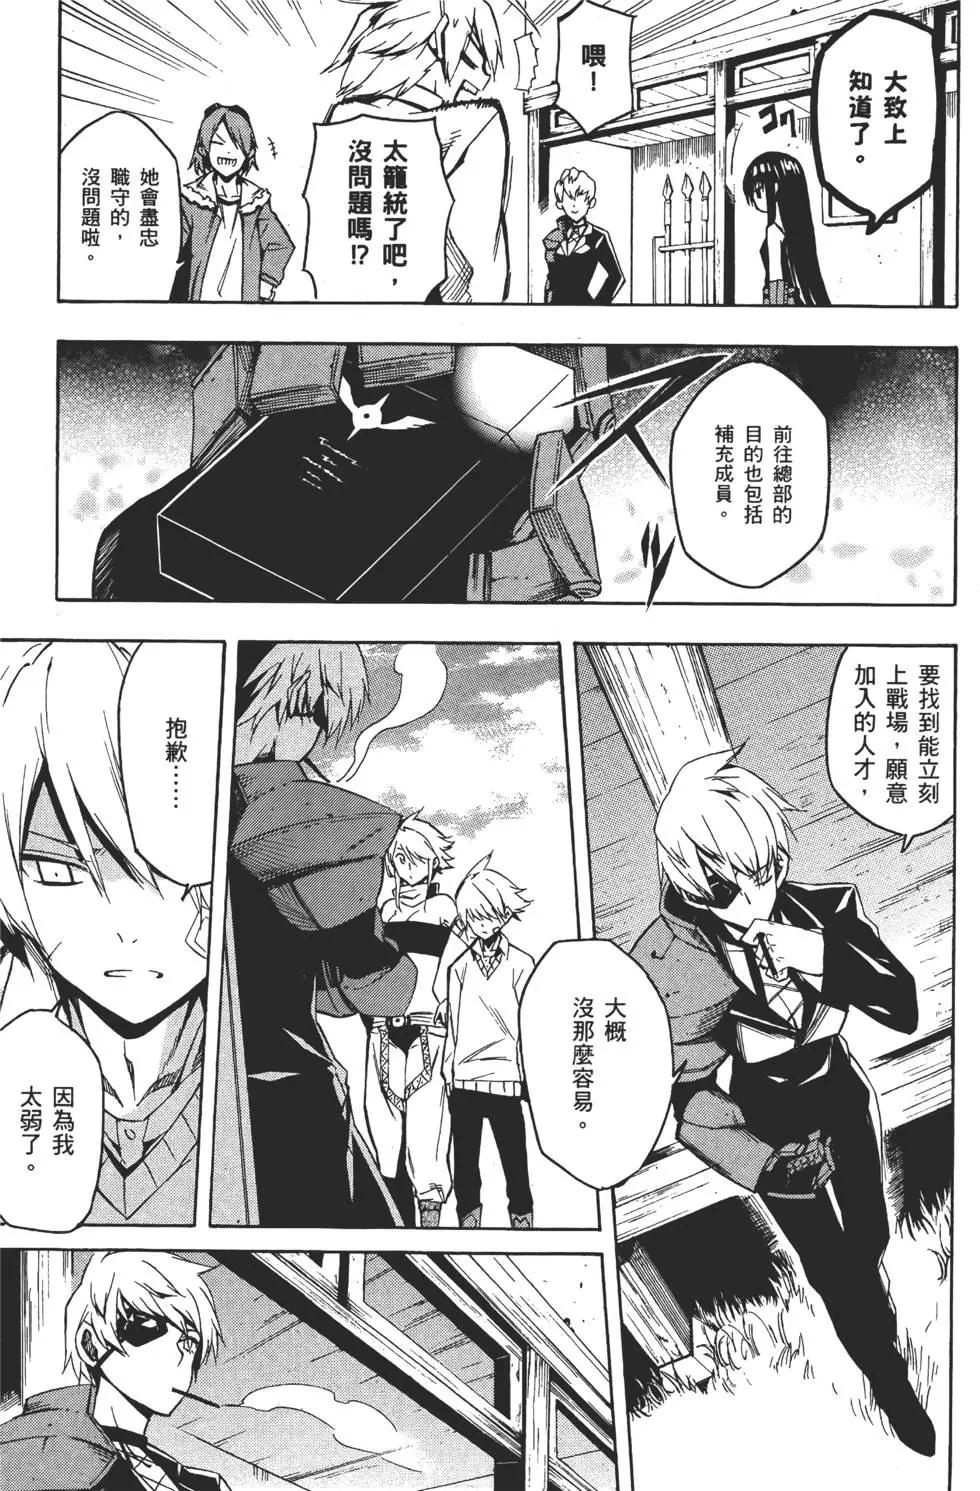 大致上
知道了。
コク
喂！
太籠統了吧，
沒問題嗎!?
她會盡忠
職守的，
沒問題啦。
前往總部的
目的也包括
補充成員。
要找到能立刻
上戰場，願意
加入的人才，
大概
沒那麼容易。
抱歉……
因為我
太弱了。